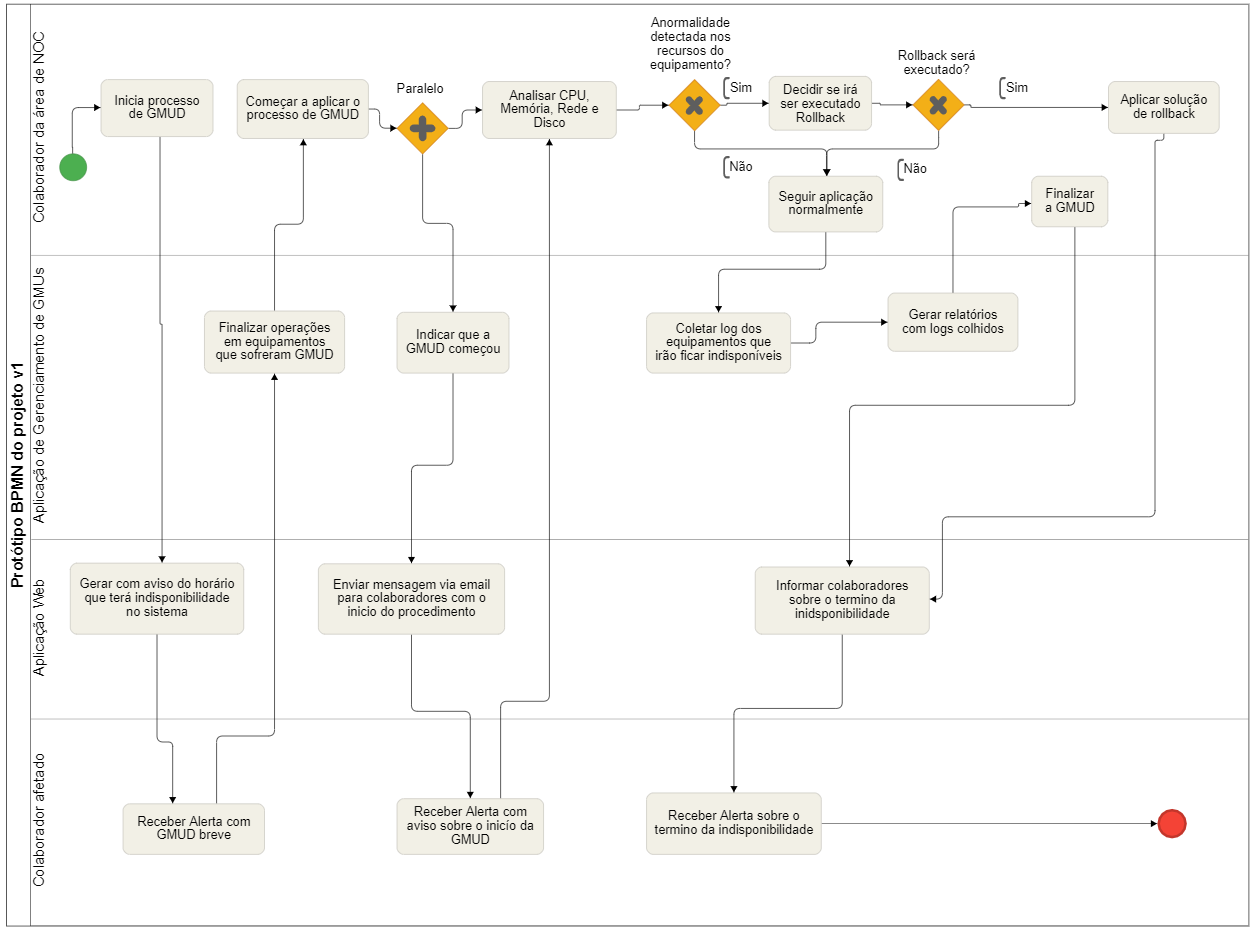 Protótipo BPMN do projeto v1
Colaborador da área de NOC
Inicia processo
de GMUD
Começar a aplicar o
processo de GMUD
Paralelo
Analisar CPU,
Memória, Rede e
Disco
Anormalidade
detectada nos
recursos do
equipamento?
Sim
Não
Decidir se irá
ser executado
Rollback
Rollback será
executado?
Sim
Não
Aplicar solução
de rollback
Seguir aplicação
normalmente
Finalizar
a GMUD
Aplicação de Gerenciamento de GMUs
Finalizar operações
em equipamentos
que sofreram GMUD
Indicar que a
GMUD começou
Coletar log dos
equipamentos que
irão ficar indisponíveis
Gerar relatórios
com logs colhidos
Aplicação Web
Gerar com aviso do horário
que terá indisponibilidade
no sistema
Enviar mensagem via email
para colaboradores com o
inicio do procedimento
Informar colaboradores
sobre o termino da
inidsponibilidade
Colaborador afetado
Receber Alerta com
GMUD breve
Receber Alerta com
aviso sobre o inicío da
GMUD
Receber Alerta sobre o
termino da indisponibilidade